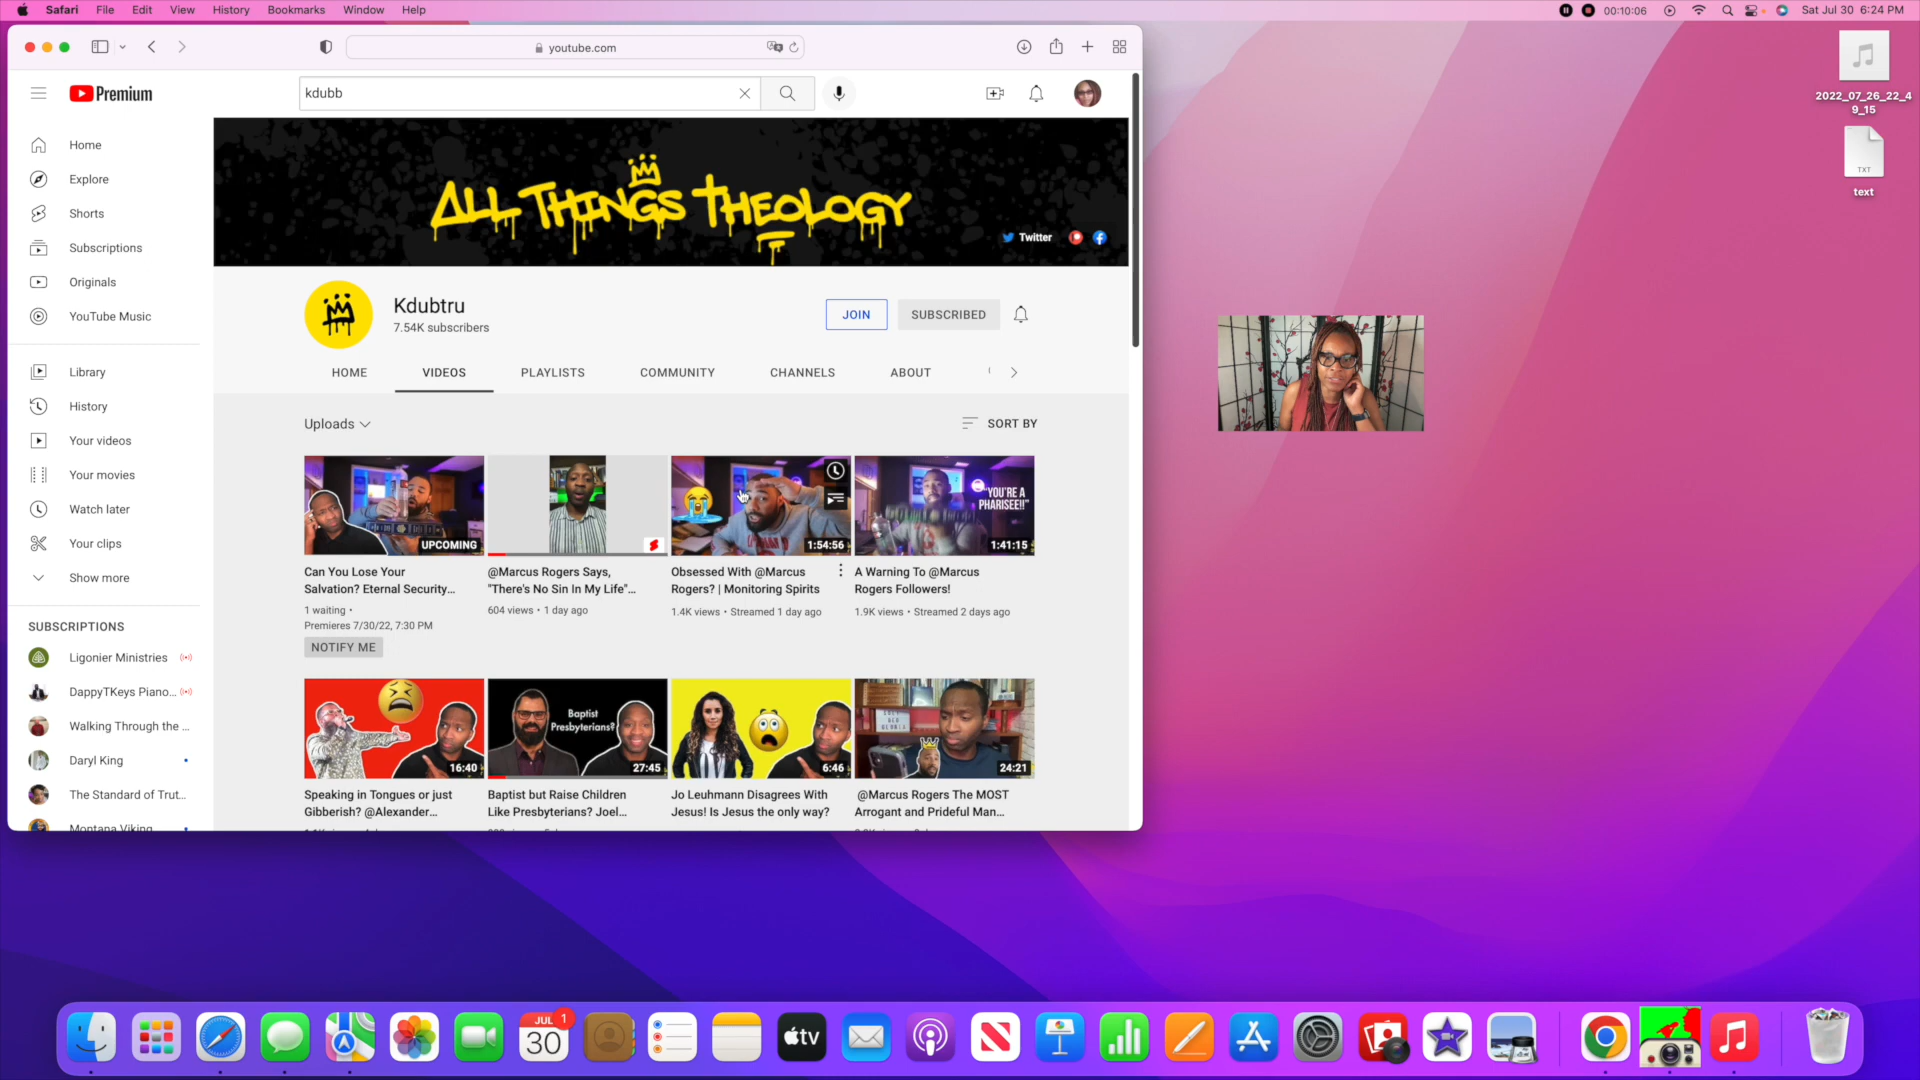 Safari File Edit View History Bookmarks Window Help
00:10:06 Sat Jul 30 6:24 PM
youtube.com
Premium
kdubb
Home
Explore
Shorts
Subscriptions
Originals
YouTube Music
Library
History
Your videos
Your movies
Watch later
Your clips
Show more
SUBSCRIPTIONS
Ligonier Ministries
DappyTKeys Piano...
Walking Through the ...
Daryl King
The Standard of Trut...
Montana Viking
ALL THINGS THEOLOGY
Twitter
Kdubtru
7.54K subscribers
JOIN SUBSCRIBED
HOME VIDEOS PLAYLISTS COMMUNITY CHANNELS ABOUT
Uploads SORT BY
UPCOMING
Can You Lose Your
Salvation? Eternal Security...
1 waiting •
Premieres 7/30/22, 7:30 PM
NOTIFY ME
@Marcus Rogers Says,
"There's No Sin In My Life"...
604 views • 1 day ago
1:54:56
Obsessed With @Marcus
Rogers? | Monitoring Spirits
1.4K views • Streamed 1 day ago
"YOU'RE A
PHARISEE!!"
1:41:15
A Warning To @Marcus
Rogers Followers!
1.9K views • Streamed 2 days ago
16:40
Speaking in Tongues or just
Gibberish? @Alexander...
Baptist
Presbyterians?
27:45
Baptist but Raise Children
Like Presbyterians? Joel...
6:46
Jo Leuhmann Disagrees With
Jesus! Is Jesus the only way?
24:21
@Marcus Rogers The MOST
Arrogant and Prideful Man...
2022_07_26_22_4
9_15
TXT
text
JUL 1
30
tv